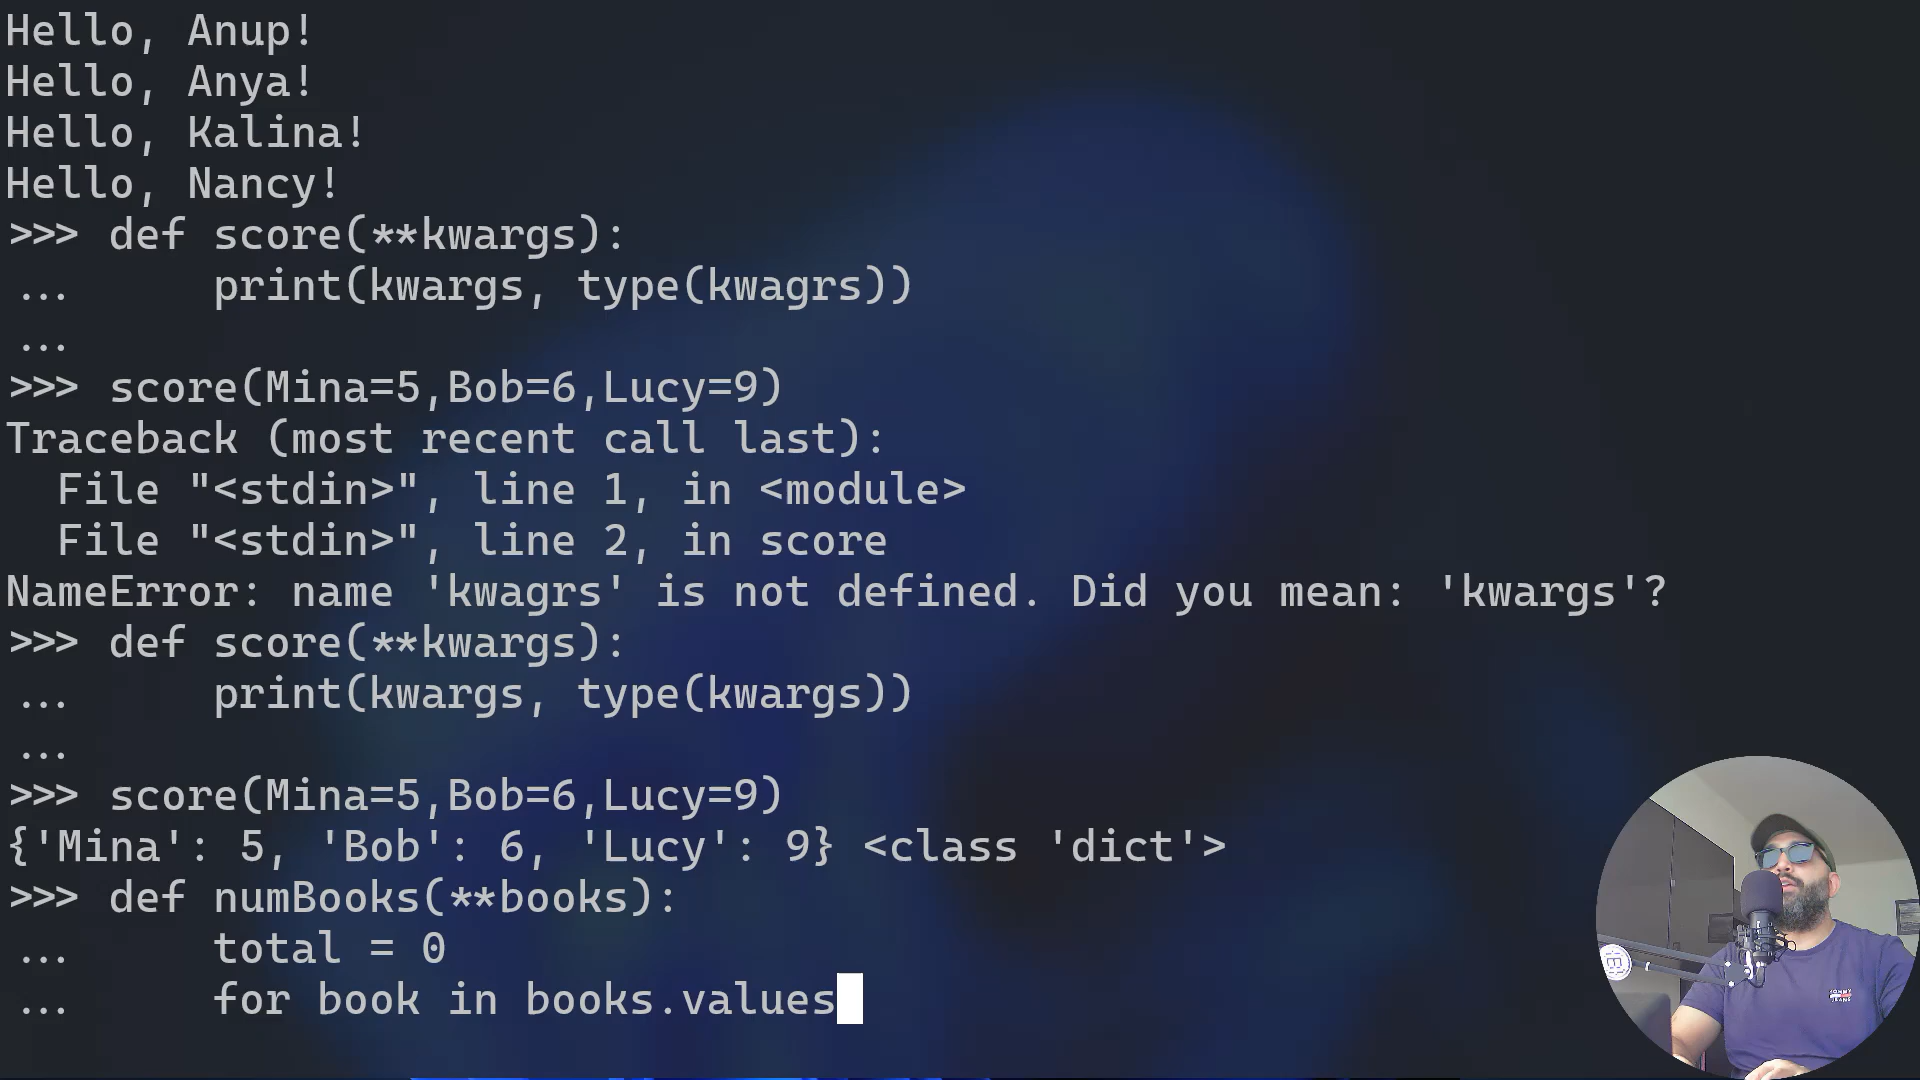 Hello, Anup!
Hello, Anya!
Hello, Kalina!
Hello, Nancy!
>>> def score(**kwargs):
...     print(kwargs, type(kwagrs))
...
>>> score(Mina=5,Bob=6,Lucy=9)
Traceback (most recent call last):
  File "<stdin>", line 1, in <module>
  File "<stdin>", line 2, in score
NameError: name 'kwagrs' is not defined. Did you mean: 'kwargs'?
>>> def score(**kwargs):
...     print(kwargs, type(kwargs))
...
>>> score(Mina=5,Bob=6,Lucy=9)
{'Mina': 5, 'Bob': 6, 'Lucy': 9} <class 'dict'>
>>> def numBooks(**books):
...     total = 0
...     for book in books.values
TOMMY
JEANS